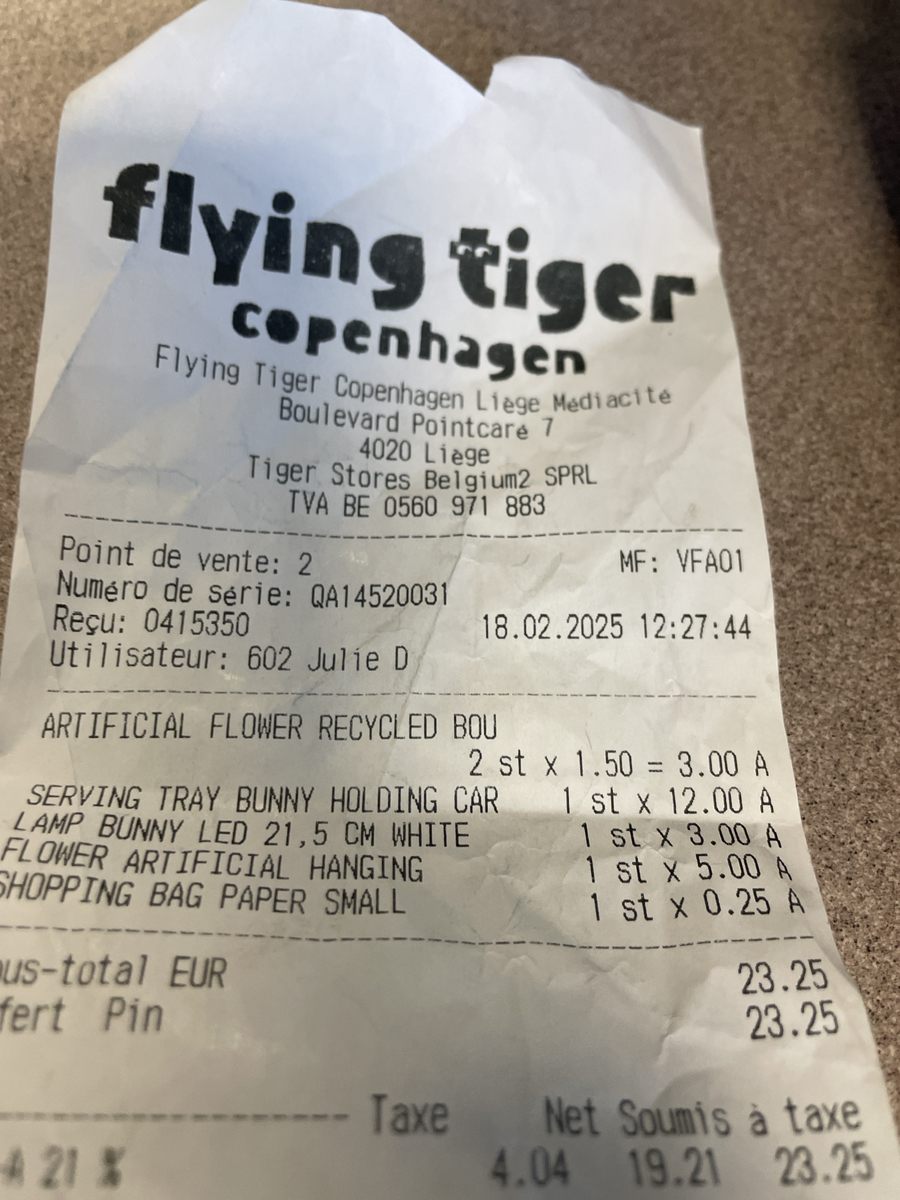 flying tiger
copenhagen
Flying Tiger Copenhagen Liège Médiacité
Boulevard Pointcaré 7
4020 Liège
Tiger Stores Belgium2 SPRL
TVA BE 0560 971 883
Point de vente: 2 MF: VFA01
Numéro de série: QA14520031
Reçu: 0415350 18.02.2025 12:27:44
Utilisateur: 602 Julie D
ARTIFICIAL FLOWER RECYCLED BOU
2 st x 1.50 = 3.00 A
SERVING TRAY BUNNY HOLDING CAR 1 st x 12.00 A
LAMP BUNNY LED 21,5 CM WHITE 1 st x 3.00 A
FLOWER ARTIFICIAL HANGING 1 st x 5.00 A
SHOPPING BAG PAPER SMALL 1 st x 0.25 A
us-total EUR 23.25
fert Pin 23.25
Taxe Net Soumis à taxe
A 21 % 4.04 19.21 23.25